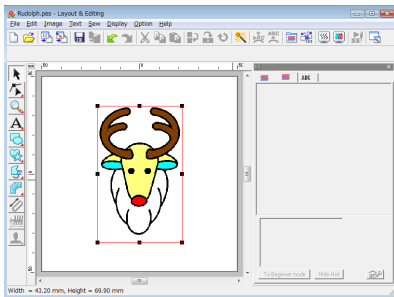 Rudolph.pes - Layout & Editing
File Edit Image Text Sew Display Option Help
ABC
A
To Beginner mode Hide Hint
Width = 43.20 mm, Height = 69.90 mm